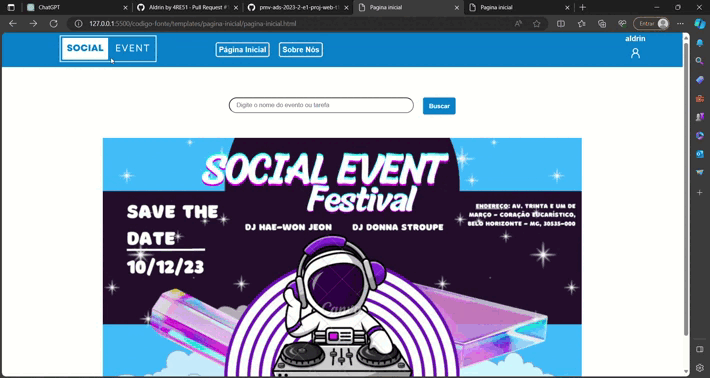 ChatGPT
Aldrin by 4RE51 - Pull Request #
pmv-ads-2023-2-e1-proj-web-t
Pagina inicial
Pagina inicial
127.0.0.1:5500/codigo-fonte/templates/pagina-inicial/pagina-inicial.html
Entrar
SOCIAL EVENT
Página Inicial
Sobre Nós
aldrin
Digite o nome do evento ou tarefa
Buscar
SOCIAL EVENT
Festival
SAVE THE
DATE
10/12/23
DJ HAE-WON JEON
DJ DONNA STROUPE
ENDEREÇO: AV. TRINTA E UM DE
MARÇO - CORAÇÃO EUCARÍSTICO,
BELO HORIZONTE - MG, 30535-000
Canva